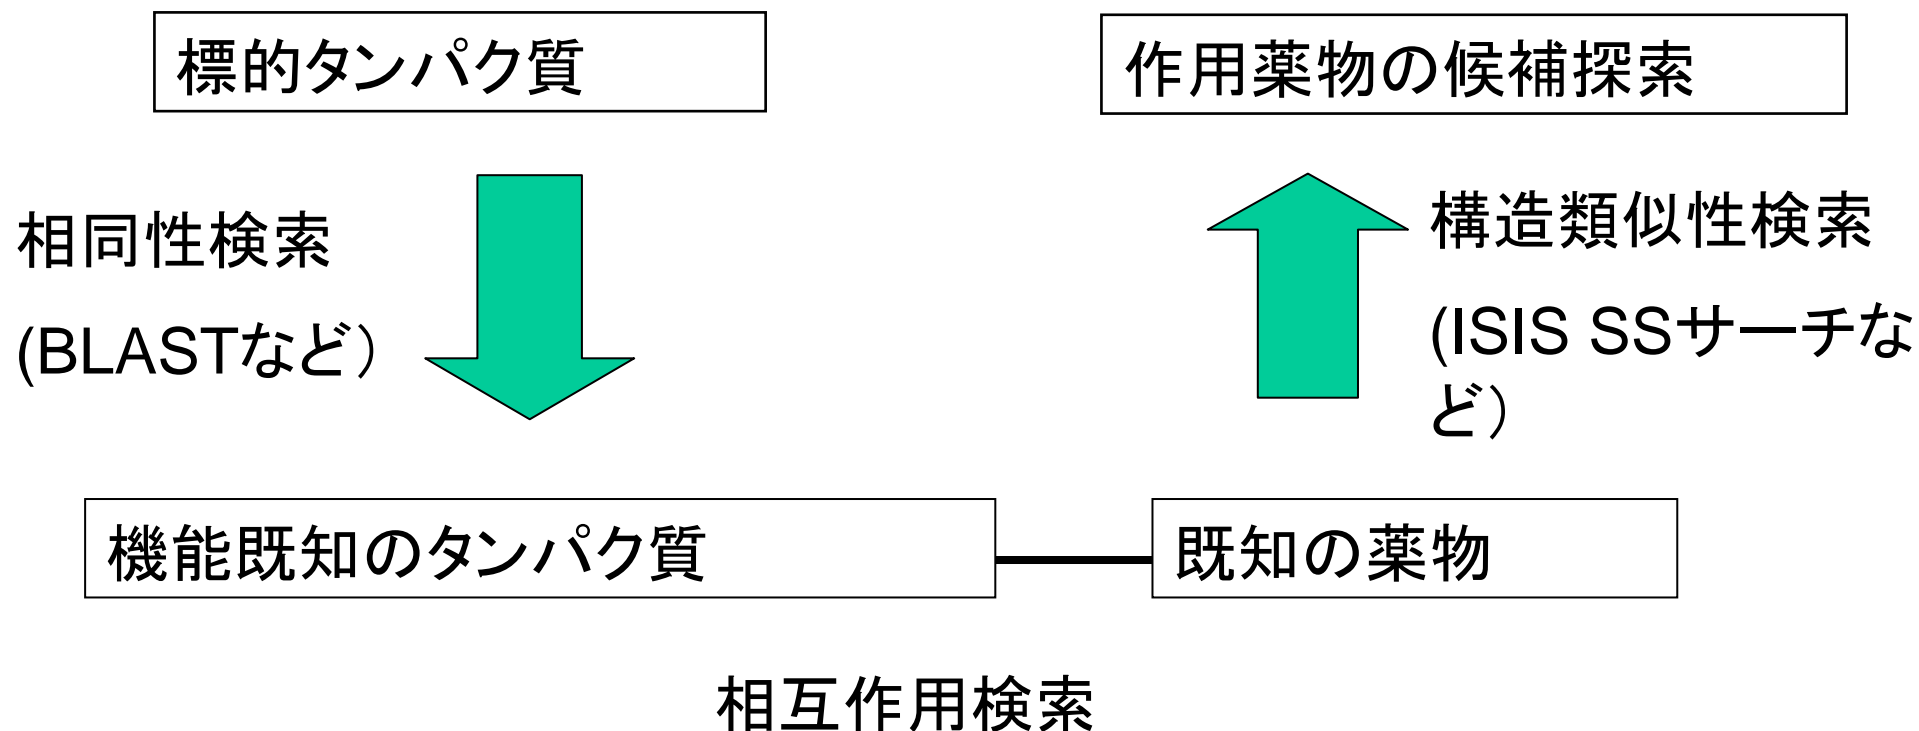 標的タンパク質
作用薬物の候補探索
相同性検索
(BLASTなど）
構造類似性検索
(ISIS SSサーチな
ど）
機能既知のタンパク質
既知の薬物
相互作用検索